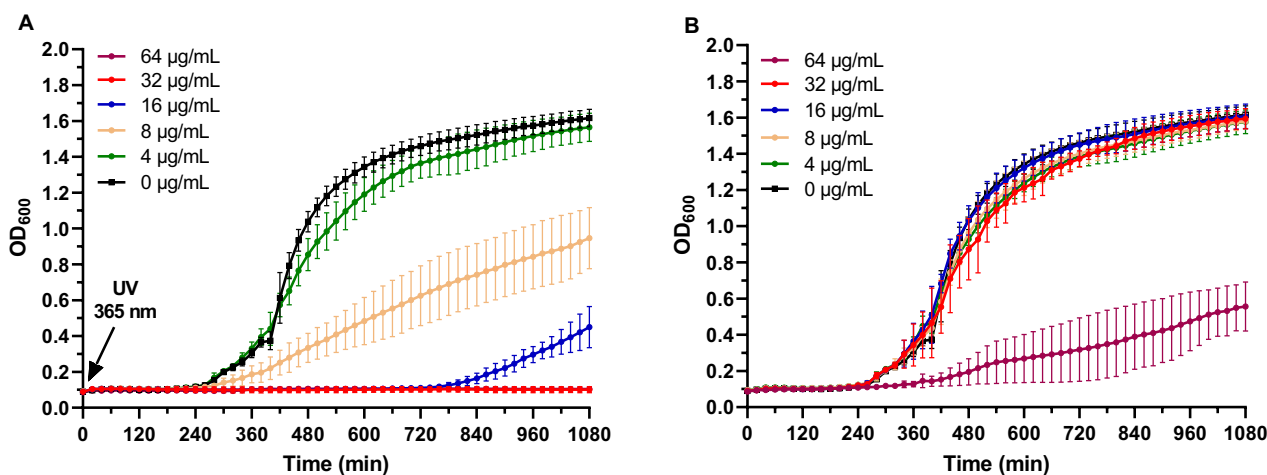 A
64 µg/mL
32 µg/mL
16 µg/mL
8 µg/mL
4 µg/mL
0 µg/mL
2.0
1.8
1.6
1.4
1.2
1.0
0.8
0.6
0.4
0.2
0.0
OD600
UV
365 nm
0 120 240 360 480 600 720 840 960 1080
Time (min)
B
64 µg/mL
32 µg/mL
16 µg/mL
8 µg/mL
4 µg/mL
0 µg/mL
2.0
1.8
1.6
1.4
1.2
1.0
0.8
0.6
0.4
0.2
0.0
OD600
0 120 240 360 480 600 720 840 960 1080
Time (min)